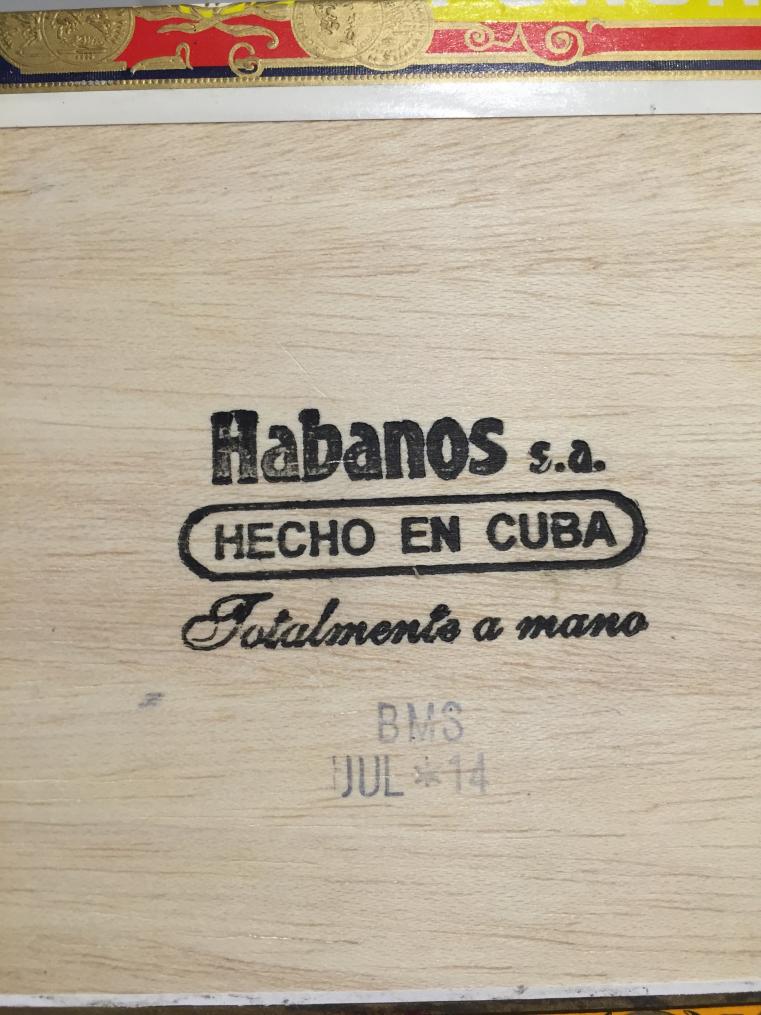 Habanos s.a.
HECHO EN CUBA
Totalmente a mano
BMS
JUL*14